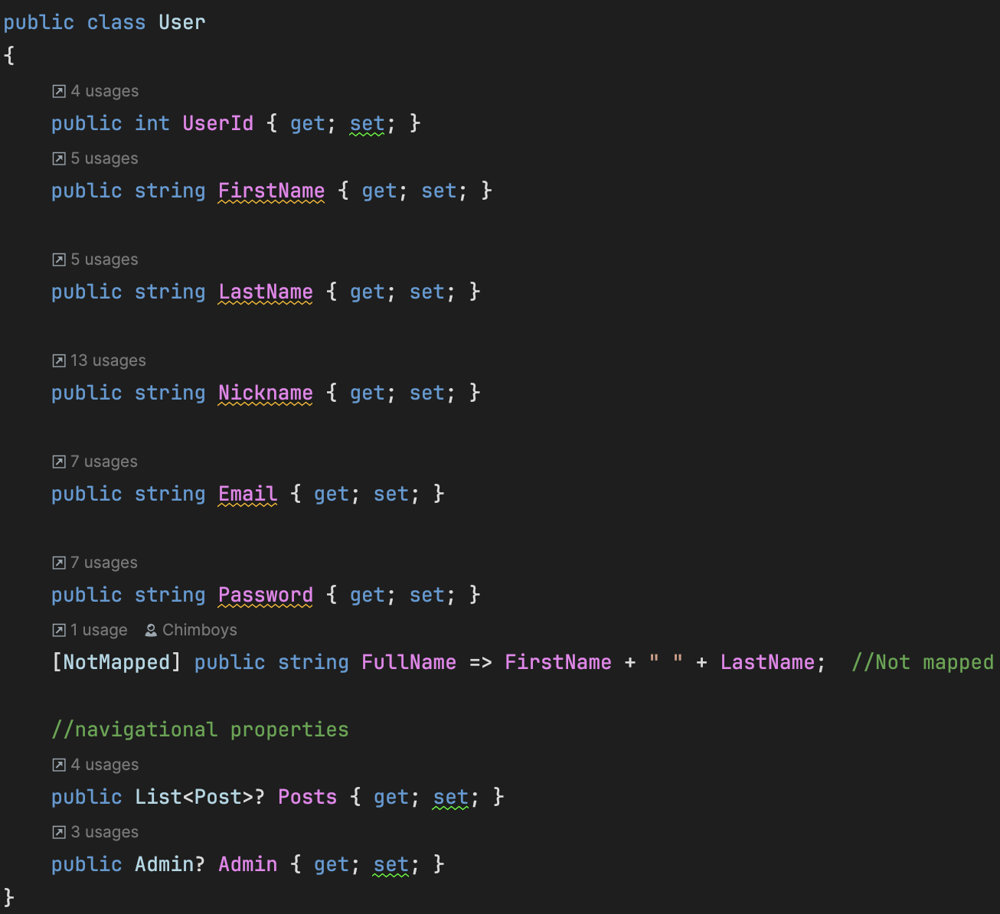 public class User
{
4 usages
public int UserId { get; set; }
5 usages
public string FirstName { get; set; }
5 usages
public string LastName { get; set; }
13 usages
public string Nickname { get; set; }
7 usages
public string Email { get; set; }
7 usages
public string Password { get; set; }
1 usage Chimboys
[NotMapped] public string FullName => FirstName + " " + LastName; //Not mapped
//navigational properties
4 usages
public List<Post>? Posts { get; set; }
3 usages
public Admin? Admin { get; set; }
}